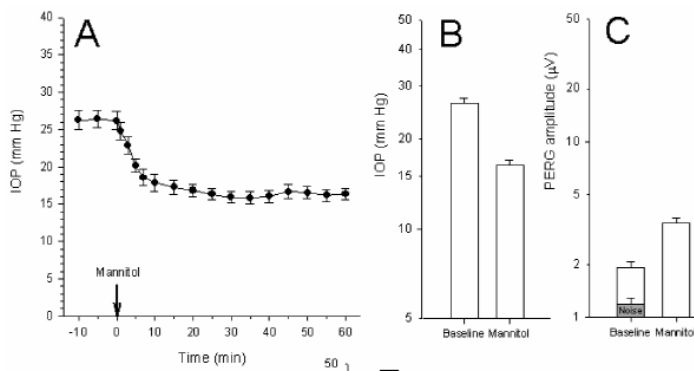 A
IOP (mm Hg)
40
35
30
25
20
15
10
5
0
Mannitol
-10 0 10 20 30 40 50 60
Time (min)
B
IOP (mm Hg)
50
40
30
20
15
10
5
Baseline Mannitol
C
PERG amplitude (µV)
50
20
10
5
2
1
Noise
Baseline Mannitol
50